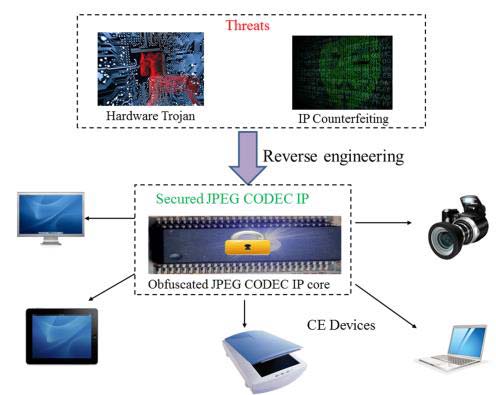 Threats
Hardware Trojan
IP Counterfeiting
Reverse engineering
Secured JPEG CODEC IP
Obfuscated JPEG CODEC IP core
CE Devices